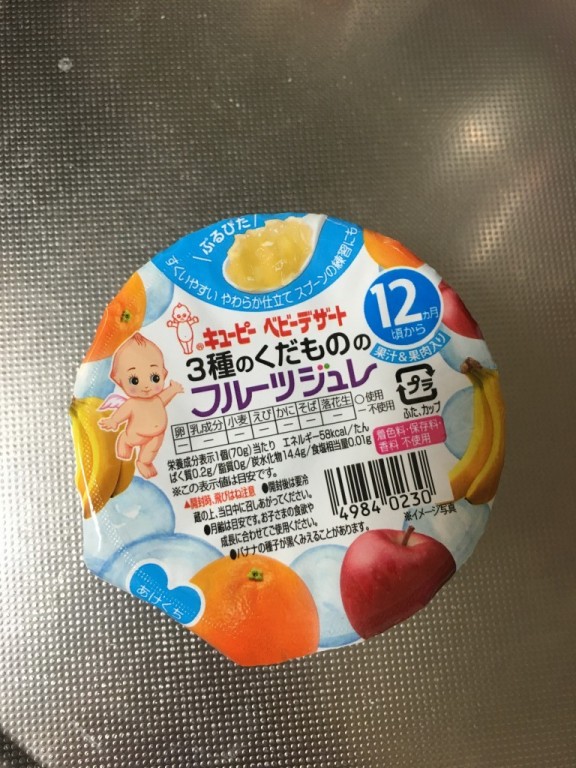 ぷるぴた
すくいやすい やわらか仕立て スプーンの練習にも
12ヵ月
頃から
果汁&果肉入り
®キユーピー ベビーデザート
3種のくだものの
フルーツジュレ
卵 乳成分 小麦 えび かに そば 落花生 ○使用
ー ー ー ー ー ー ー ー不使用
プラ
ふた、カップ
着色料・保存料・
香料 不使用
栄養成分表示1個(70g)当たり エネルギー58kcal/たん
ぱく質0.2g/脂質0g/炭水化物14.4g/食塩相当量0.01g
※この表示値は目安です。
▲開封時、飛びはね注意 ●開封後は要冷
蔵の上、当日中に召しあがってください。
●月齢は目安です。お子さまの食欲や
成長に合わせてご使用ください。
●バナナの種子が黒くみえることがあります。
4984 0230
※イメージ写真
あけくち